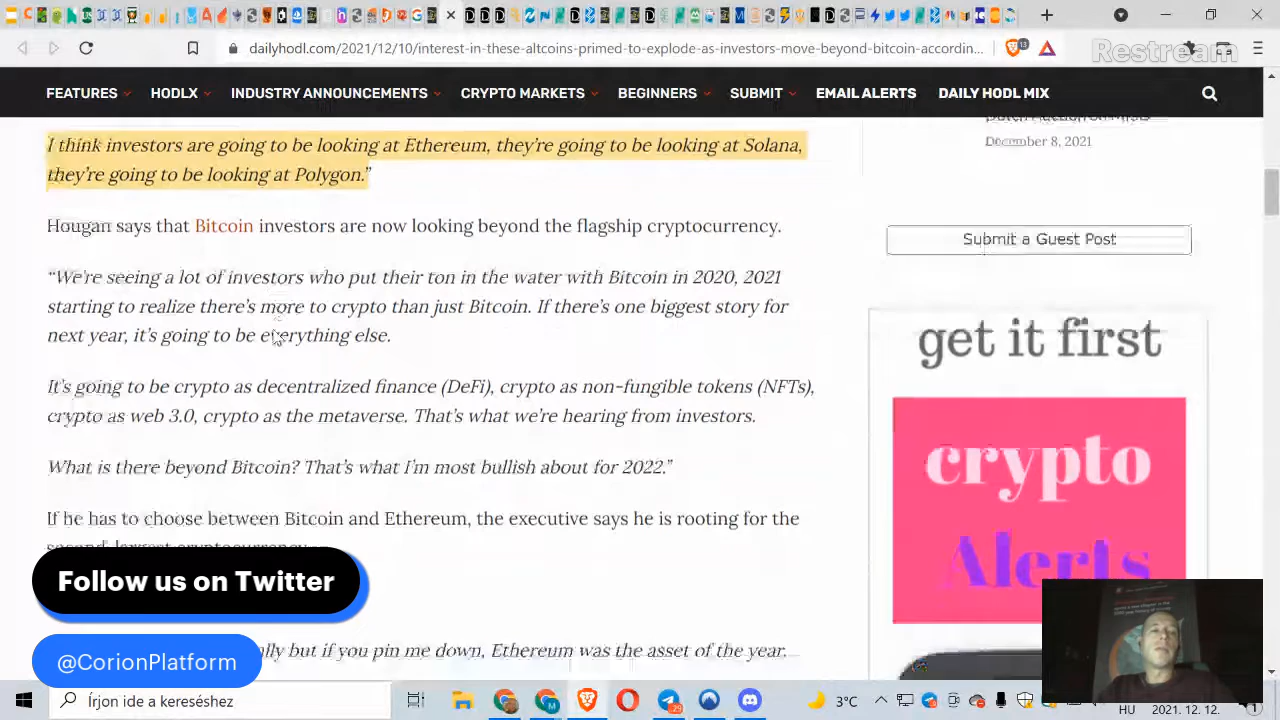 dailyhodl.com/2021/12/10/interest-in-these-altcoins-primed-to-explode-as-investors-move-beyond-bitcoin-accordin...
13
Restream
FEATURES HODLX INDUSTRY ANNOUNCEMENTS CRYPTO MARKETS BEGINNERS SUBMIT EMAIL ALERTS DAILY HODL MIX
I think investors are going to be looking at Ethereum, they're going to be looking at Solana,
they're going to be looking at Polygon."
December 8, 2021
Hougan says that Bitcoin investors are now looking beyond the flagship cryptocurrency.
Submit a Guest Post
"We're seeing a lot of investors who put their ton in the water with Bitcoin in 2020, 2021
starting to realize there's more to crypto than just Bitcoin. If there's one biggest story for
next year, it's going to be everything else.
get it first
It's going to be crypto as decentralized finance (DeFi), crypto as non-fungible tokens (NFTs),
crypto as web 3.0, crypto as the metaverse. That's what we're hearing from investors.
crypto
Alerts
What is there beyond Bitcoin? That's what I'm most bullish about for 2022."
If he has to choose between Bitcoin and Ethereum, the executive says he is rooting for the
second-largest cryptocurrency.
Follow us on Twitter
@CorionPlatform
but if you pin me down, Ethereum was the asset of the year.
Írjon ide a kereséshez
29
3°C
HU
2021. 12. 12.